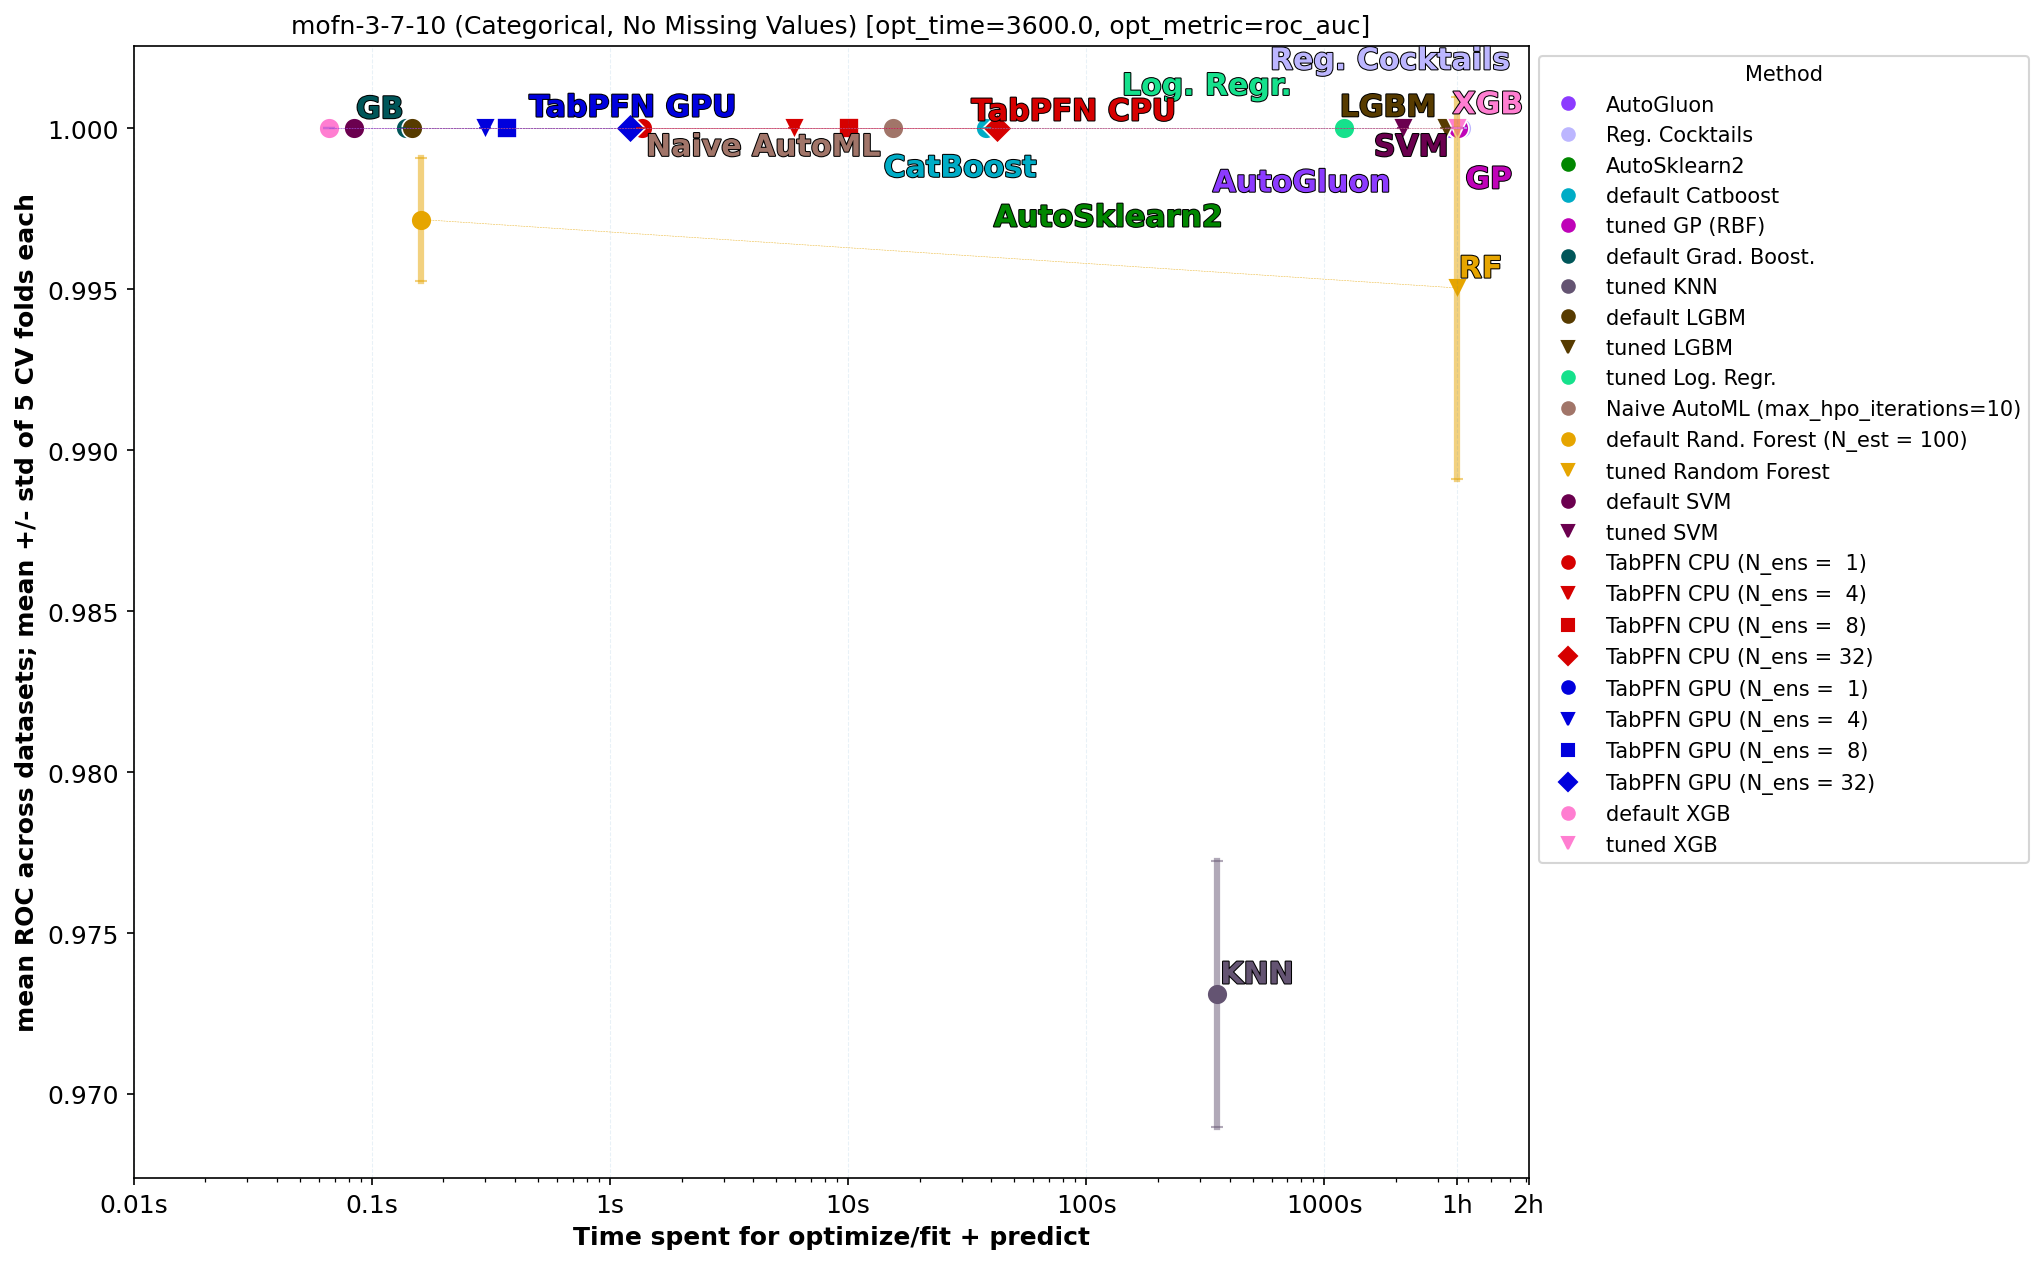 mofn-3-7-10 (Categorical, No Missing Values) [opt_time=3600.0, opt_metric=roc_auc]
Reg. Cocktails
Log. Regr.
GB
TabPFN GPU
TabPFN CPU
LGBM
XGB
Naive AutoML
SVM
CatBoost
AutoGluon
GP
AutoSklearn2
RF
KNN
1.000
0.995
0.990
0.985
0.980
0.975
0.970
mean ROC across datasets; mean +/- std of 5 CV folds each
0.01s
0.1s
1s
10s
100s
1000s
1h
2h
Time spent for optimize/fit + predict
Method
AutoGluon
Reg. Cocktails
AutoSklearn2
default Catboost
tuned GP (RBF)
default Grad. Boost.
tuned KNN
default LGBM
tuned LGBM
tuned Log. Regr.
Naive AutoML (max_hpo_iterations=10)
default Rand. Forest (N_est = 100)
tuned Random Forest
default SVM
tuned SVM
TabPFN CPU (N_ens =  1)
TabPFN CPU (N_ens =  4)
TabPFN CPU (N_ens =  8)
TabPFN CPU (N_ens = 32)
TabPFN GPU (N_ens =  1)
TabPFN GPU (N_ens =  4)
TabPFN GPU (N_ens =  8)
TabPFN GPU (N_ens = 32)
default XGB
tuned XGB